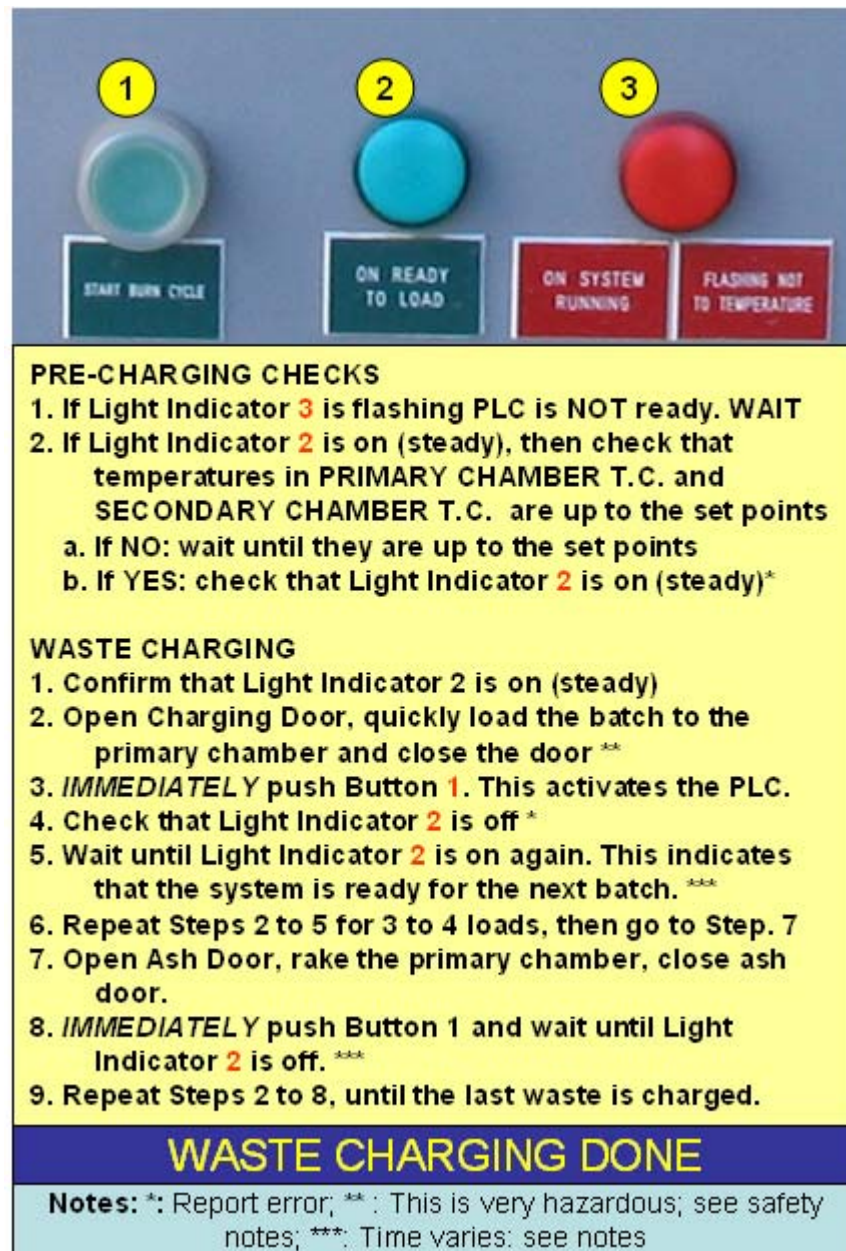 1 2 3
START BURN CYCLE
ON READY
TO LOAD
ON SYSTEM
RUNNING
FLASHING NOT
TO TEMPERATURE
PRE-CHARGING CHECKS
1. If Light Indicator 3 is flashing PLC is NOT ready. WAIT
2. If Light Indicator 2 is on (steady), then check that
temperatures in PRIMARY CHAMBER T.C. and
SECONDARY CHAMBER T.C. are up to the set points
a. If NO: wait until they are up to the set points
b. If YES: check that Light Indicator 2 is on (steady)*
WASTE CHARGING
1. Confirm that Light Indicator 2 is on (steady)
2. Open Charging Door, quickly load the batch to the
primary chamber and close the door **
3. IMMEDIATELY push Button 1. This activates the PLC.
4. Check that Light Indicator 2 is off *
5. Wait until Light Indicator 2 is on again. This indicates
that the system is ready for the next batch. ***
6. Repeat Steps 2 to 5 for 3 to 4 loads, then go to Step. 7
7. Open Ash Door, rake the primary chamber, close ash
door.
8. IMMEDIATELY push Button 1 and wait until Light
Indicator 2 is off. ***
9. Repeat Steps 2 to 8, until the last waste is charged.
WASTE CHARGING DONE
Notes: *: Report error; ** : This is very hazardous; see safety
notes; ***: Time varies: see notes